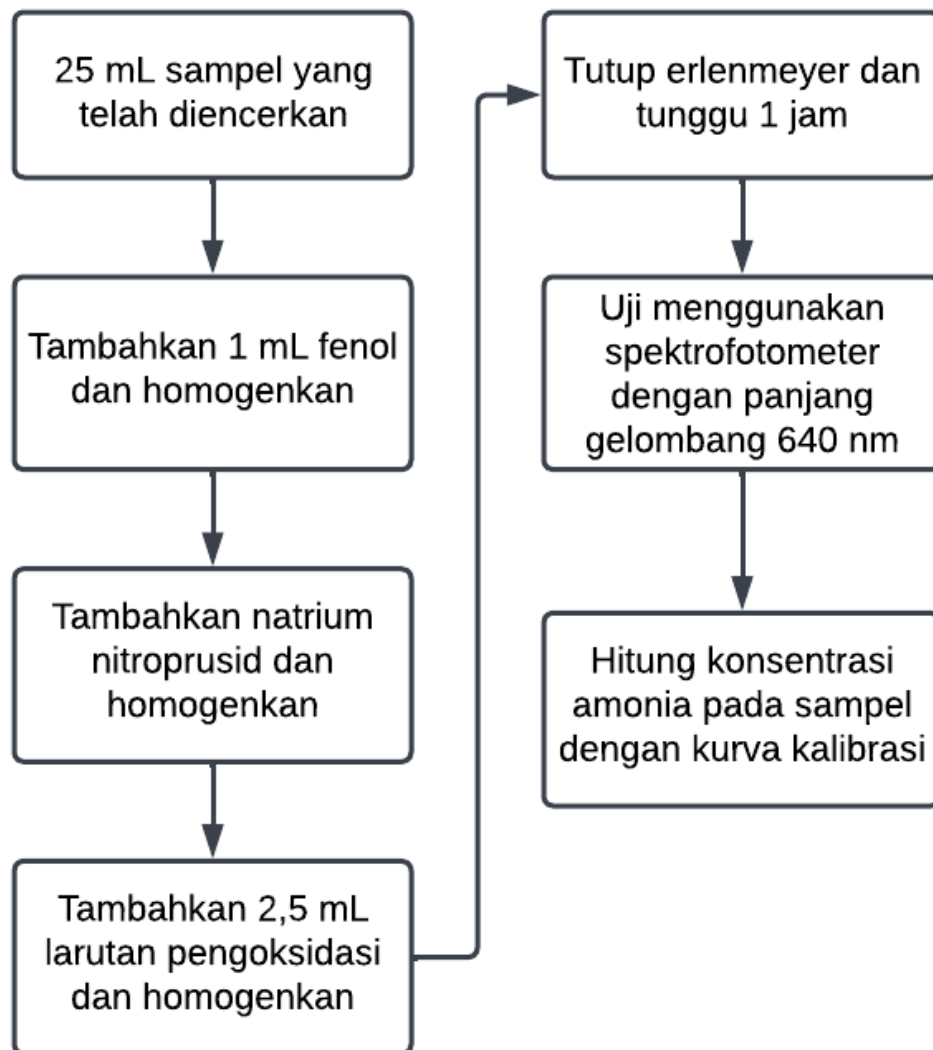 25 mL sampel yang
telah diencerkan
Tambahkan 1 mL fenol
dan homogenkan
Tambahkan natrium
nitroprusid dan
homogenkan
Tambahkan 2,5 mL
larutan pengoksidasi
dan homogenkan
Tutup erlenmeyer dan
tunggu 1 jam
Uji menggunakan
spektrofotometer
dengan panjang
gelombang 640 nm
Hitung konsentrasi
amonia pada sampel
dengan kurva kalibrasi